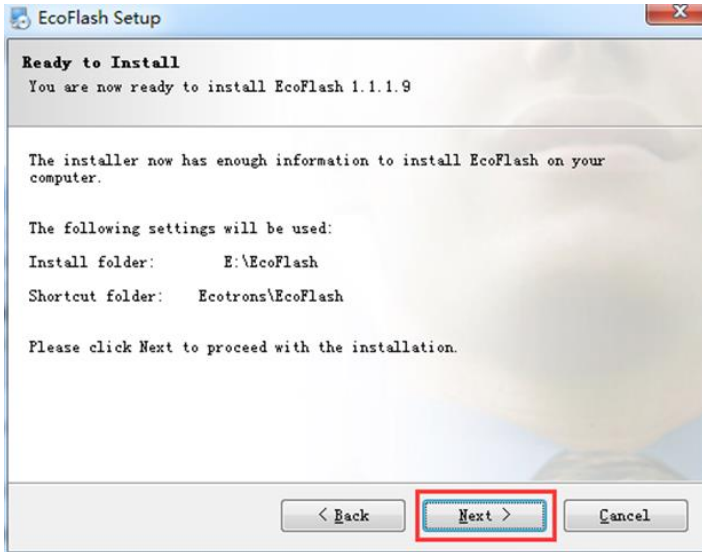 EcoFlash Setup
Ready to Install
You are now ready to install EcoFlash 1.1.1.9
The installer now has enough information to install EcoFlash on your
computer.
The following settings will be used:
Install folder: E:\EcoFlash
Shortcut folder: Ecotrons\EcoFlash
Please click Next to proceed with the installation.
< Back Next > Cancel